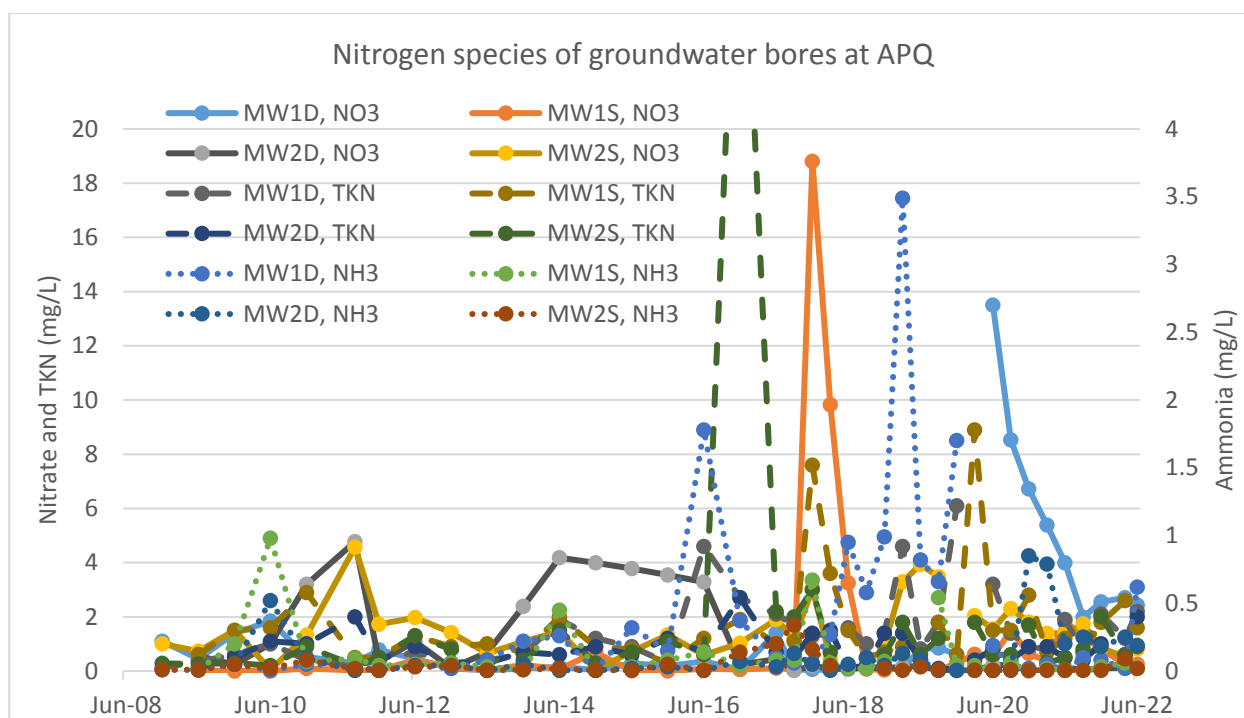 Nitrogen species of groundwater bores at APQ
MW1D, NO3
MW1S, NO3
MW2D, NO3
MW2S, NO3
MW1D, TKN
MW1S, TKN
MW2D, TKN
MW2S, TKN
MW1D, NH3
MW1S, NH3
MW2D, NH3
MW2S, NH3
Nitrate and TKN (mg/L)
20
18
16
14
12
10
8
6
4
2
0
4
3.5
3
2.5
2
1.5
1
0.5
0
Ammonia (mg/L)
Jun-08
Jun-10
Jun-12
Jun-14
Jun-16
Jun-18
Jun-20
Jun-22